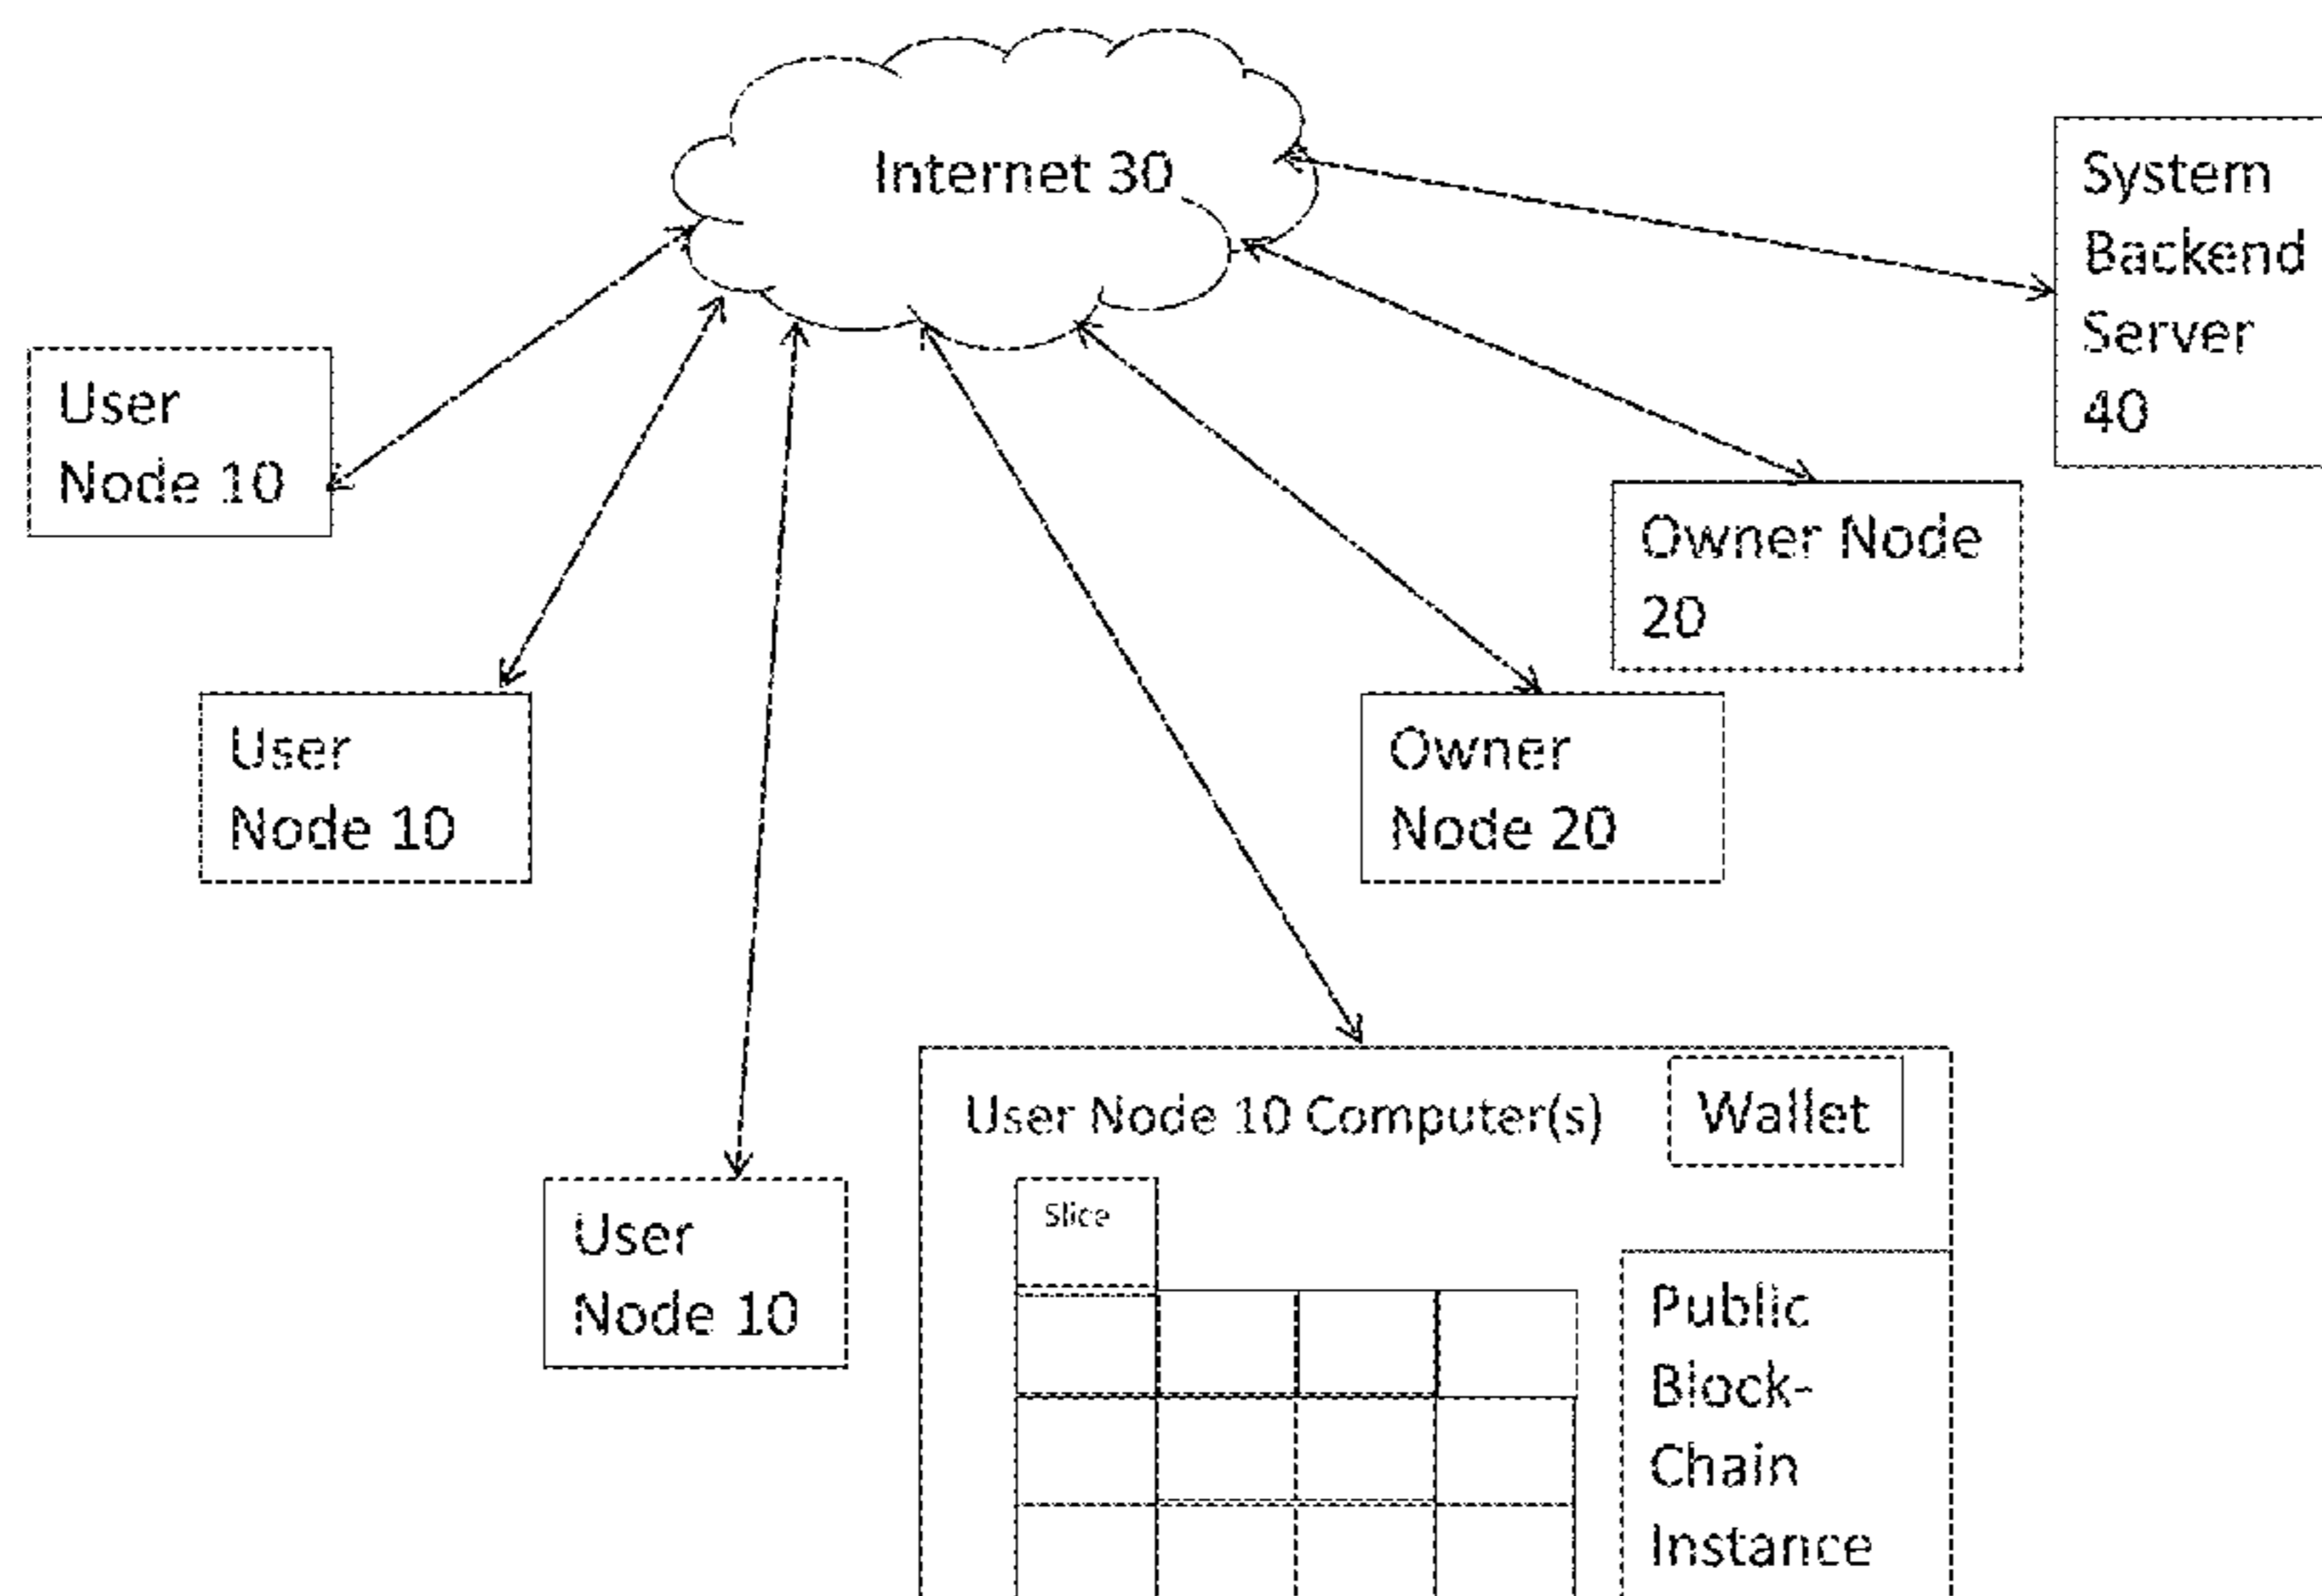 Internet 30
System
Backend
Server
40
User
Node 10
Owner Node
20
User
Node 10
Owner
Node 20
User Node 10 Computer(s)
Wallet
Slice
User
Node 10
Public
Block-
Chain
Instance